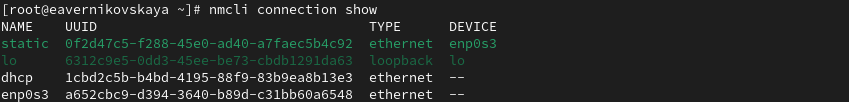 [root@eavernikovskaya ~]# nmcli connection show
NAME    UUID                                  TYPE      DEVICE
static  0f2d47c5-f288-45e0-ad40-a7faec5b4c92  ethernet  enp0s3
lo      6312c9e5-0dd3-45ee-be73-cbdb1291da63  loopback  lo
dhcp    1cbd2c5b-b4bd-4195-88f9-83b9ea8b13e3  ethernet  --
enp0s3  a652cbc9-d394-3640-b89d-c31bb60a6548  ethernet  --